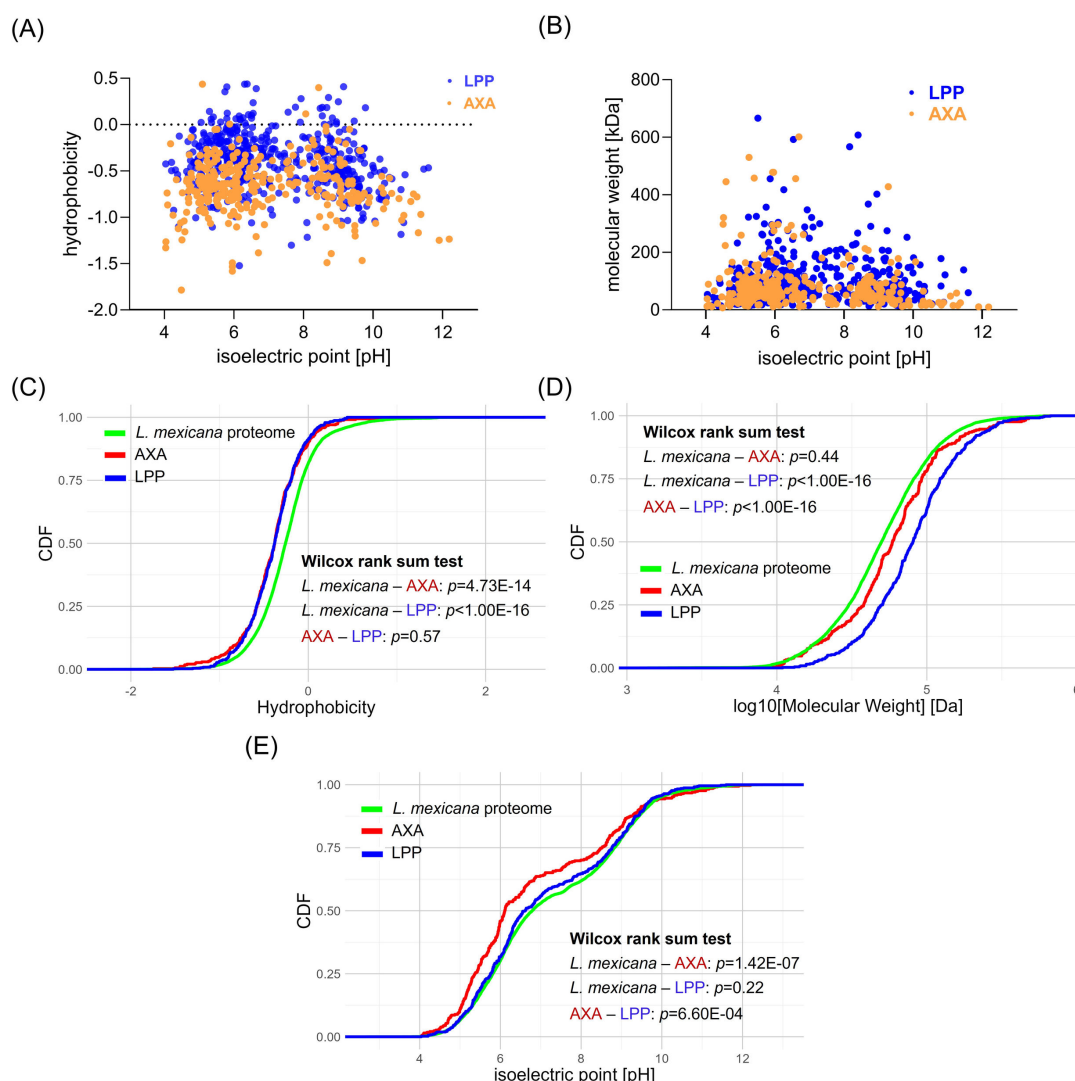 (A)
hydrophobicity
0.5
0.0
-0.5
-1.0
-1.5
-2.0
4
6
8
10
12
isoelectric point [pH]
LPP
AXA
(B)
molecular weight [kDa]
800
600
400
200
0
4
6
8
10
12
isoelectric point [pH]
LPP
AXA
(C)
CDF
1.00
0.75
0.50
0.25
0.00
L. mexicana proteome
AXA
LPP
Wilcox rank sum test
L. mexicana – AXA: p=4.73E-14
L. mexicana – LPP: p<1.00E-16
AXA – LPP: p=0.57
-2
0
2
Hydrophobicity
(D)
CDF
1.00
0.75
0.50
0.25
0.00
Wilcox rank sum test
L. mexicana – AXA: p=0.44
L. mexicana – LPP: p<1.00E-16
AXA – LPP: p<1.00E-16
L. mexicana proteome
AXA
LPP
3
4
5
6
log10[Molecular Weight] [Da]
(E)
CDF
1.00
0.75
0.50
0.25
0.00
L. mexicana proteome
AXA
LPP
Wilcox rank sum test
L. mexicana – AXA: p=1.42E-07
L. mexicana – LPP: p=0.22
AXA – LPP: p=6.60E-04
4
6
8
10
12
isoelectric point [pH]